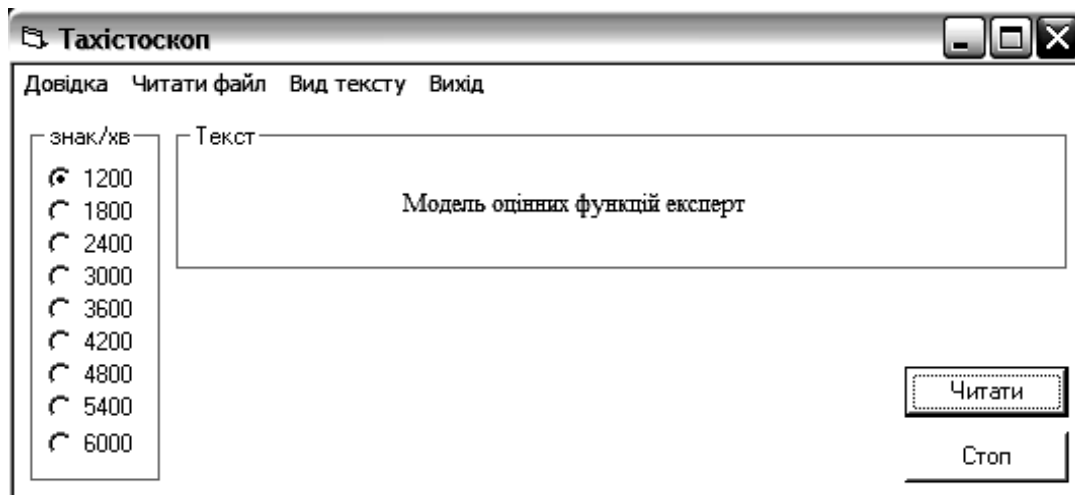 Тахістоскоп
Довідка Читати файл Вид тексту Вихід
знак/хв
1200
1800
2400
3000
3600
4200
4800
5400
6000
Текст
Модель оцінних функцій експерт
Читати
Стоп